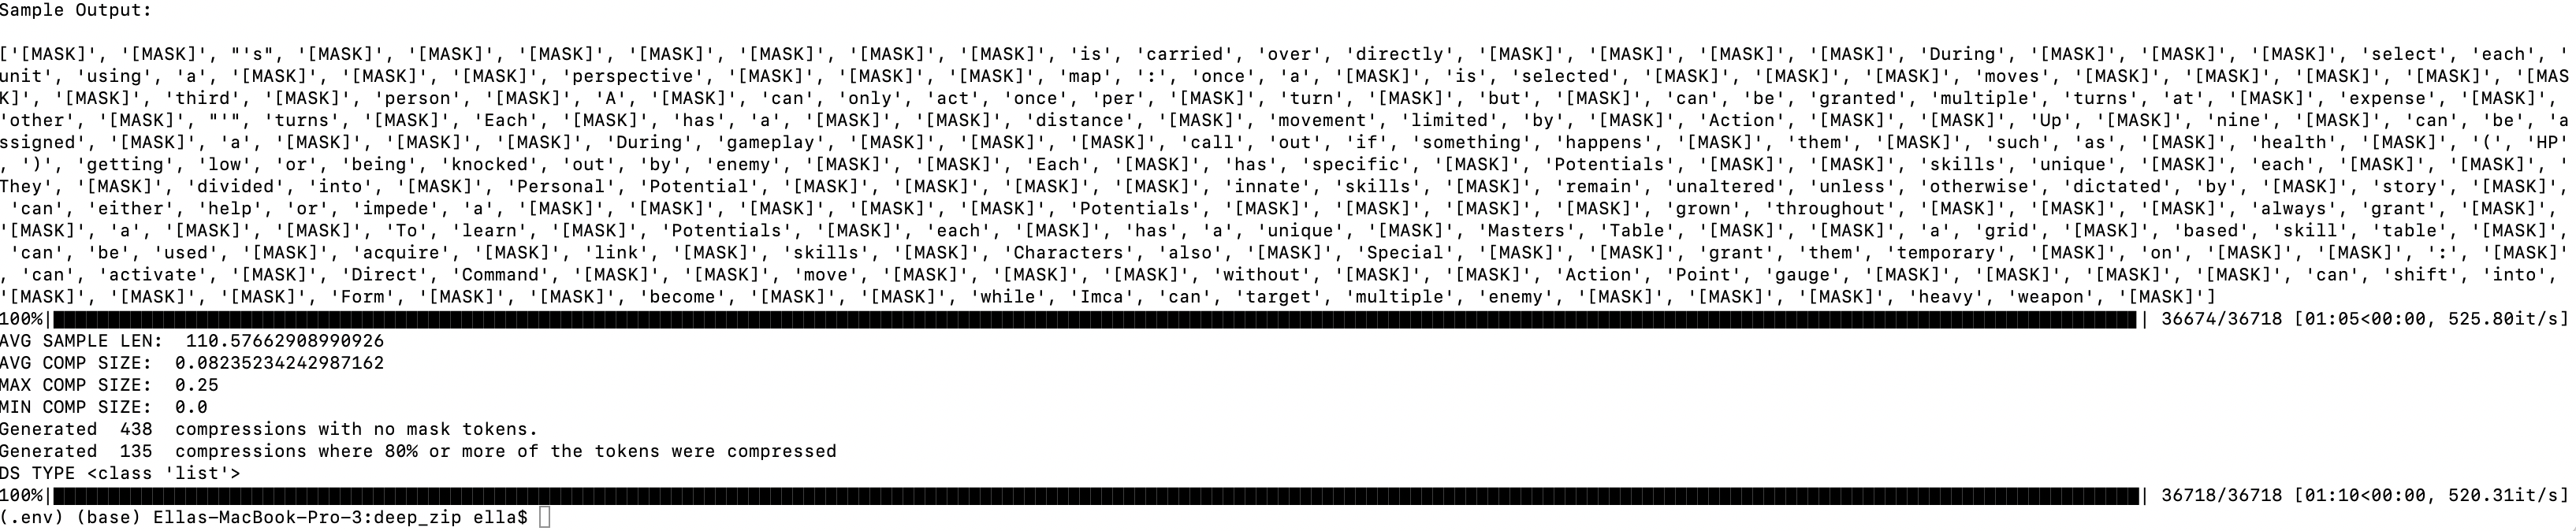 Sample Output:
['[MASK]', '[MASK]', "'s", '[MASK]', '[MASK]', '[MASK]', '[MASK]', '[MASK]', '[MASK]', '[MASK]', 'is', 'carried', 'over', 'directly', '[MASK]', '[MASK]', '[MASK]', '[MASK]', 'During', '[MASK]', '[MASK]', '[MASK]', 'select', 'each', '
unit', 'using', 'a', '[MASK]', '[MASK]', '[MASK]', 'perspective', '[MASK]', '[MASK]', '[MASK]', 'map', ':', 'once', 'a', '[MASK]', 'is', 'selected', '[MASK]', '[MASK]', '[MASK]', 'moves', '[MASK]', '[MASK]', '[MASK]', '[MASK]', '[MAS
K]', '[MASK]', 'third', '[MASK]', 'person', '[MASK]', 'A', '[MASK]', 'can', 'only', 'act', 'once', 'per', '[MASK]', 'turn', '[MASK]', 'but', '[MASK]', 'can', 'be', 'granted', 'multiple', 'turns', 'at', '[MASK]', 'expense', '[MASK]',
'other', '[MASK]', "'", 'turns', '[MASK]', 'Each', '[MASK]', 'has', 'a', '[MASK]', '[MASK]', 'distance', '[MASK]', 'movement', 'limited', 'by', '[MASK]', 'Action', '[MASK]', '[MASK]', 'Up', '[MASK]', 'nine', '[MASK]', 'can', 'be', 'a
ssigned', '[MASK]', 'a', '[MASK]', '[MASK]', '[MASK]', 'During', 'gameplay', '[MASK]', '[MASK]', 'call', 'out', 'if', 'something', 'happens', '[MASK]', 'them', '[MASK]', 'such', 'as', '[MASK]', 'health', '[MASK]', '(', 'HP'
, ')', 'getting', 'low', 'or', 'being', 'knocked', 'out', 'by', 'enemy', '[MASK]', '[MASK]', 'Each', '[MASK]', 'has', 'specific', '[MASK]', 'Potentials', '[MASK]', '[MASK]', 'skills', 'unique', '[MASK]', 'each', '[MASK]', '[MASK]', '
They', '[MASK]', 'divided', 'into', '[MASK]', 'Personal', 'Potential', '[MASK]', '[MASK]', '[MASK]', '[MASK]', 'innate', 'skills', '[MASK]', 'remain', 'unaltered', 'unless', 'otherwise', 'dictated', 'by', '[MASK]', 'story', '[MASK]',
'can', 'either', 'help', 'or', 'impede', 'a', '[MASK]', '[MASK]', '[MASK]', '[MASK]', '[MASK]', 'Potentials', '[MASK]', '[MASK]', '[MASK]', '[MASK]', 'grown', 'throughout', '[MASK]', '[MASK]', '[MASK]', 'always', 'grant', '[MASK]',
'[MASK]', 'a', '[MASK]', '[MASK]', 'To', 'learn', '[MASK]', 'Potentials', '[MASK]', 'each', '[MASK]', 'has', 'a', 'unique', '[MASK]', 'Masters', 'Table', '[MASK]', '[MASK]', 'a', 'grid', '[MASK]', 'based', 'skill', 'table', '[MASK]',
'can', 'be', 'used', '[MASK]', 'acquire', '[MASK]', 'link', '[MASK]', 'skills', '[MASK]', 'Characters', 'also', '[MASK]', 'Special', '[MASK]', 'grant', 'them', 'temporary', '[MASK]', 'on', '[MASK]', '[MASK]', ':', '[MASK]'
, 'can', 'activate', '[MASK]', 'Direct', 'Command', '[MASK]', '[MASK]', 'move', '[MASK]', '[MASK]', '[MASK]', 'without', '[MASK]', '[MASK]', 'Action', 'Point', 'gauge', '[MASK]', '[MASK]', '[MASK]', '[MASK]', 'can', 'shift', 'into',
'[MASK]', '[MASK]', '[MASK]', 'Form', '[MASK]', '[MASK]', 'become', '[MASK]', '[MASK]', 'while', 'Imca', 'can', 'target', 'multiple', 'enemy', '[MASK]', '[MASK]', '[MASK]', 'heavy', 'weapon', '[MASK]']
100%| | 36674/36718 [01:05<00:00, 525.80it/s]
AVG SAMPLE LEN:  110.57662908990926
AVG COMP SIZE:  0.08235234242987162
MAX COMP SIZE:  0.25
MIN COMP SIZE:  0.0
Generated  438  compressions with no mask tokens.
Generated  135  compressions where 80% or more of the tokens were compressed
DS TYPE <class 'list'>
100%| | 36718/36718 [01:10<00:00, 520.31it/s]
(.env) (base) Ellas-MacBook-Pro-3:deep_zip ella$